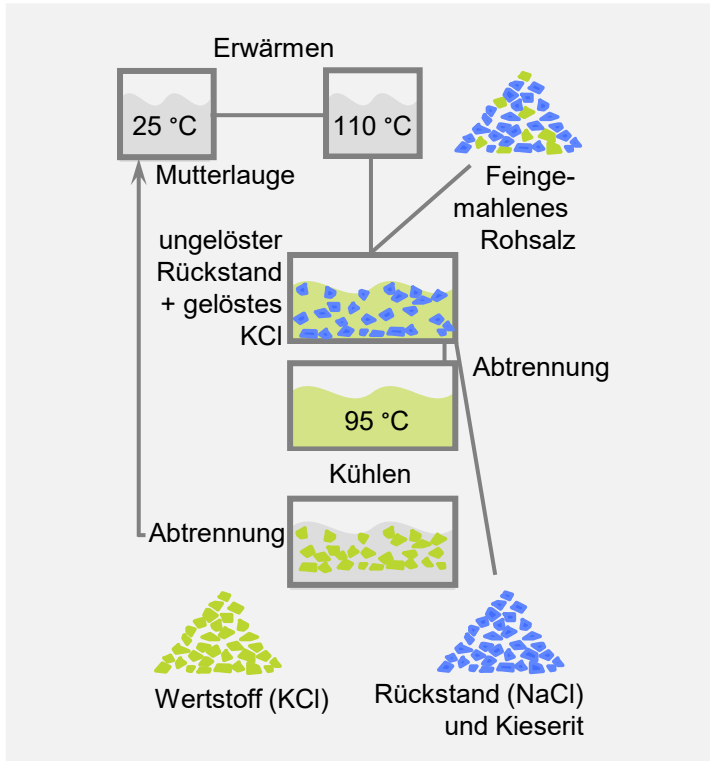 Erwärmen
25 °C
110 °C
Mutterlauge
Feinge-
mahlenes
Rohsalz
ungelöster
Rückstand
+ gelöstes
KCl
Abtrennung
95 °C
Kühlen
Abtrennung
Wertstoff (KCl)
Rückstand (NaCl)
und Kieserit